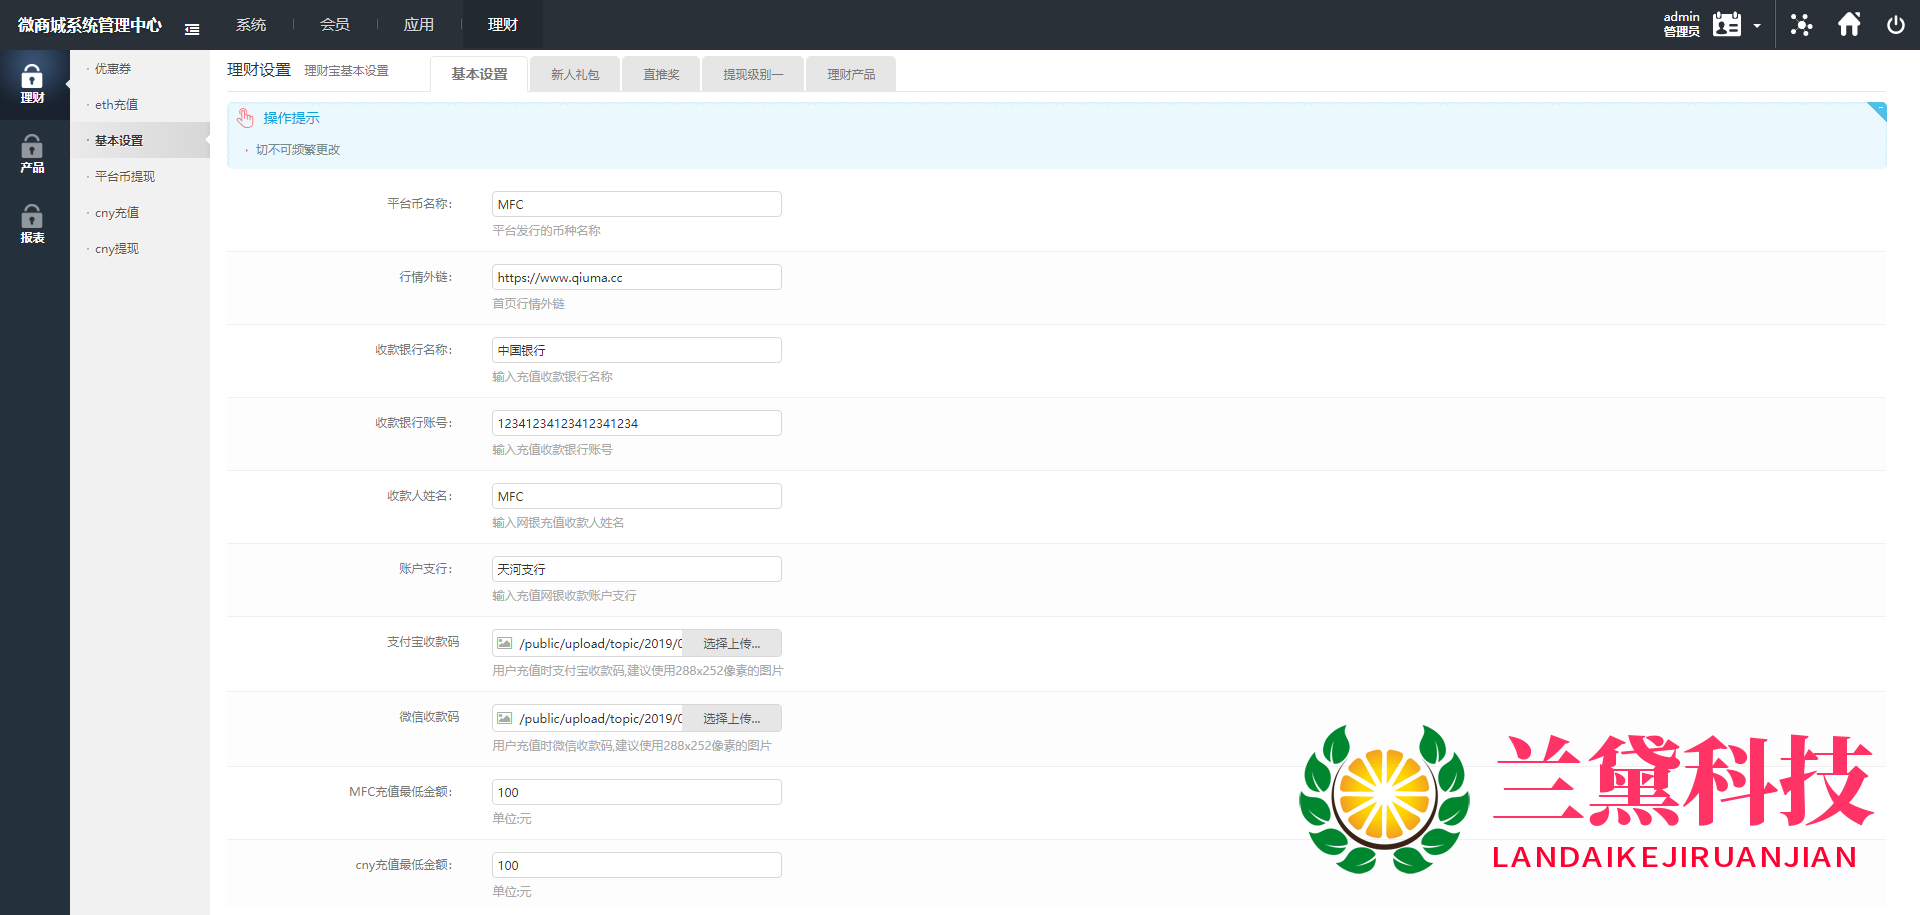 微商城系统管理中心
系统
会员
应用
理财
admin
管理员
理财
产品
报表
· 优惠券
· eth充值
· 基本设置
· 平台币提现
· cny充值
· cny提现
理财设置 理财宝基本设置
基本设置
新人礼包
直推奖
提现级别一
理财产品
操作提示
· 切不可频繁更改
平台币名称: MFC
平台发行的币种名称
行情外链: https://www.qiuma.cc
首页行情外链
收款银行名称: 中国银行
输入充值收款银行名称
收款银行账号: 12341234123412341234
输入充值收款银行账号
收款人姓名: MFC
输入网银充值收款人姓名
账户支行: 天河支行
输入充值网银收款账户支行
支付宝收款码 /public/upload/topic/2019/0 选择上传...
用户充值时支付宝收款码,建议使用288x252像素的图片
微信收款码 /public/upload/topic/2019/0 选择上传...
用户充值时微信收款码,建议使用288x252像素的图片
MFC充值最低金额: 100
单位:元
cny充值最低金额: 100
单位:元
兰黛科技
LANDAIKEJIRUANJIAN